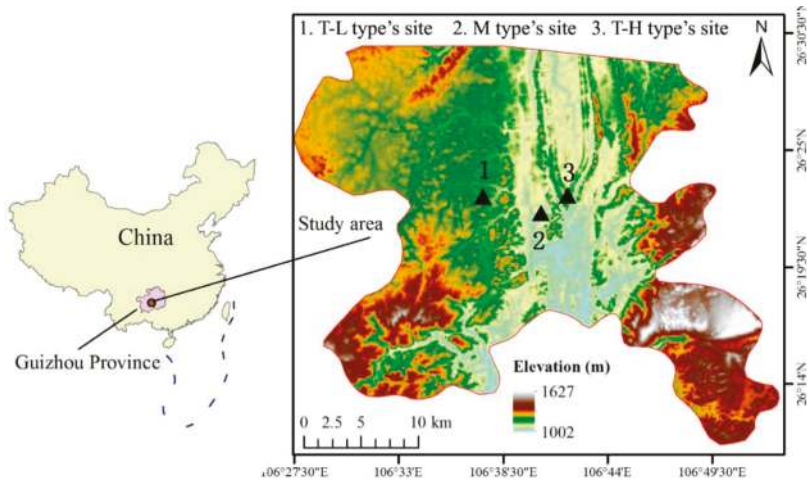 1. T-L type's site 2. M type's site 3. T-H type's site
N
26°30'30"N
26°25'N
26°19'30"N
26°14'N
1
3
2
China
Study area
Guizhou Province
Elevation (m)
1627
1002
0 2.5 5 10 km
106°27'30"E 106°33'E 106°38'30"E 106°44'E 106°49'30"E